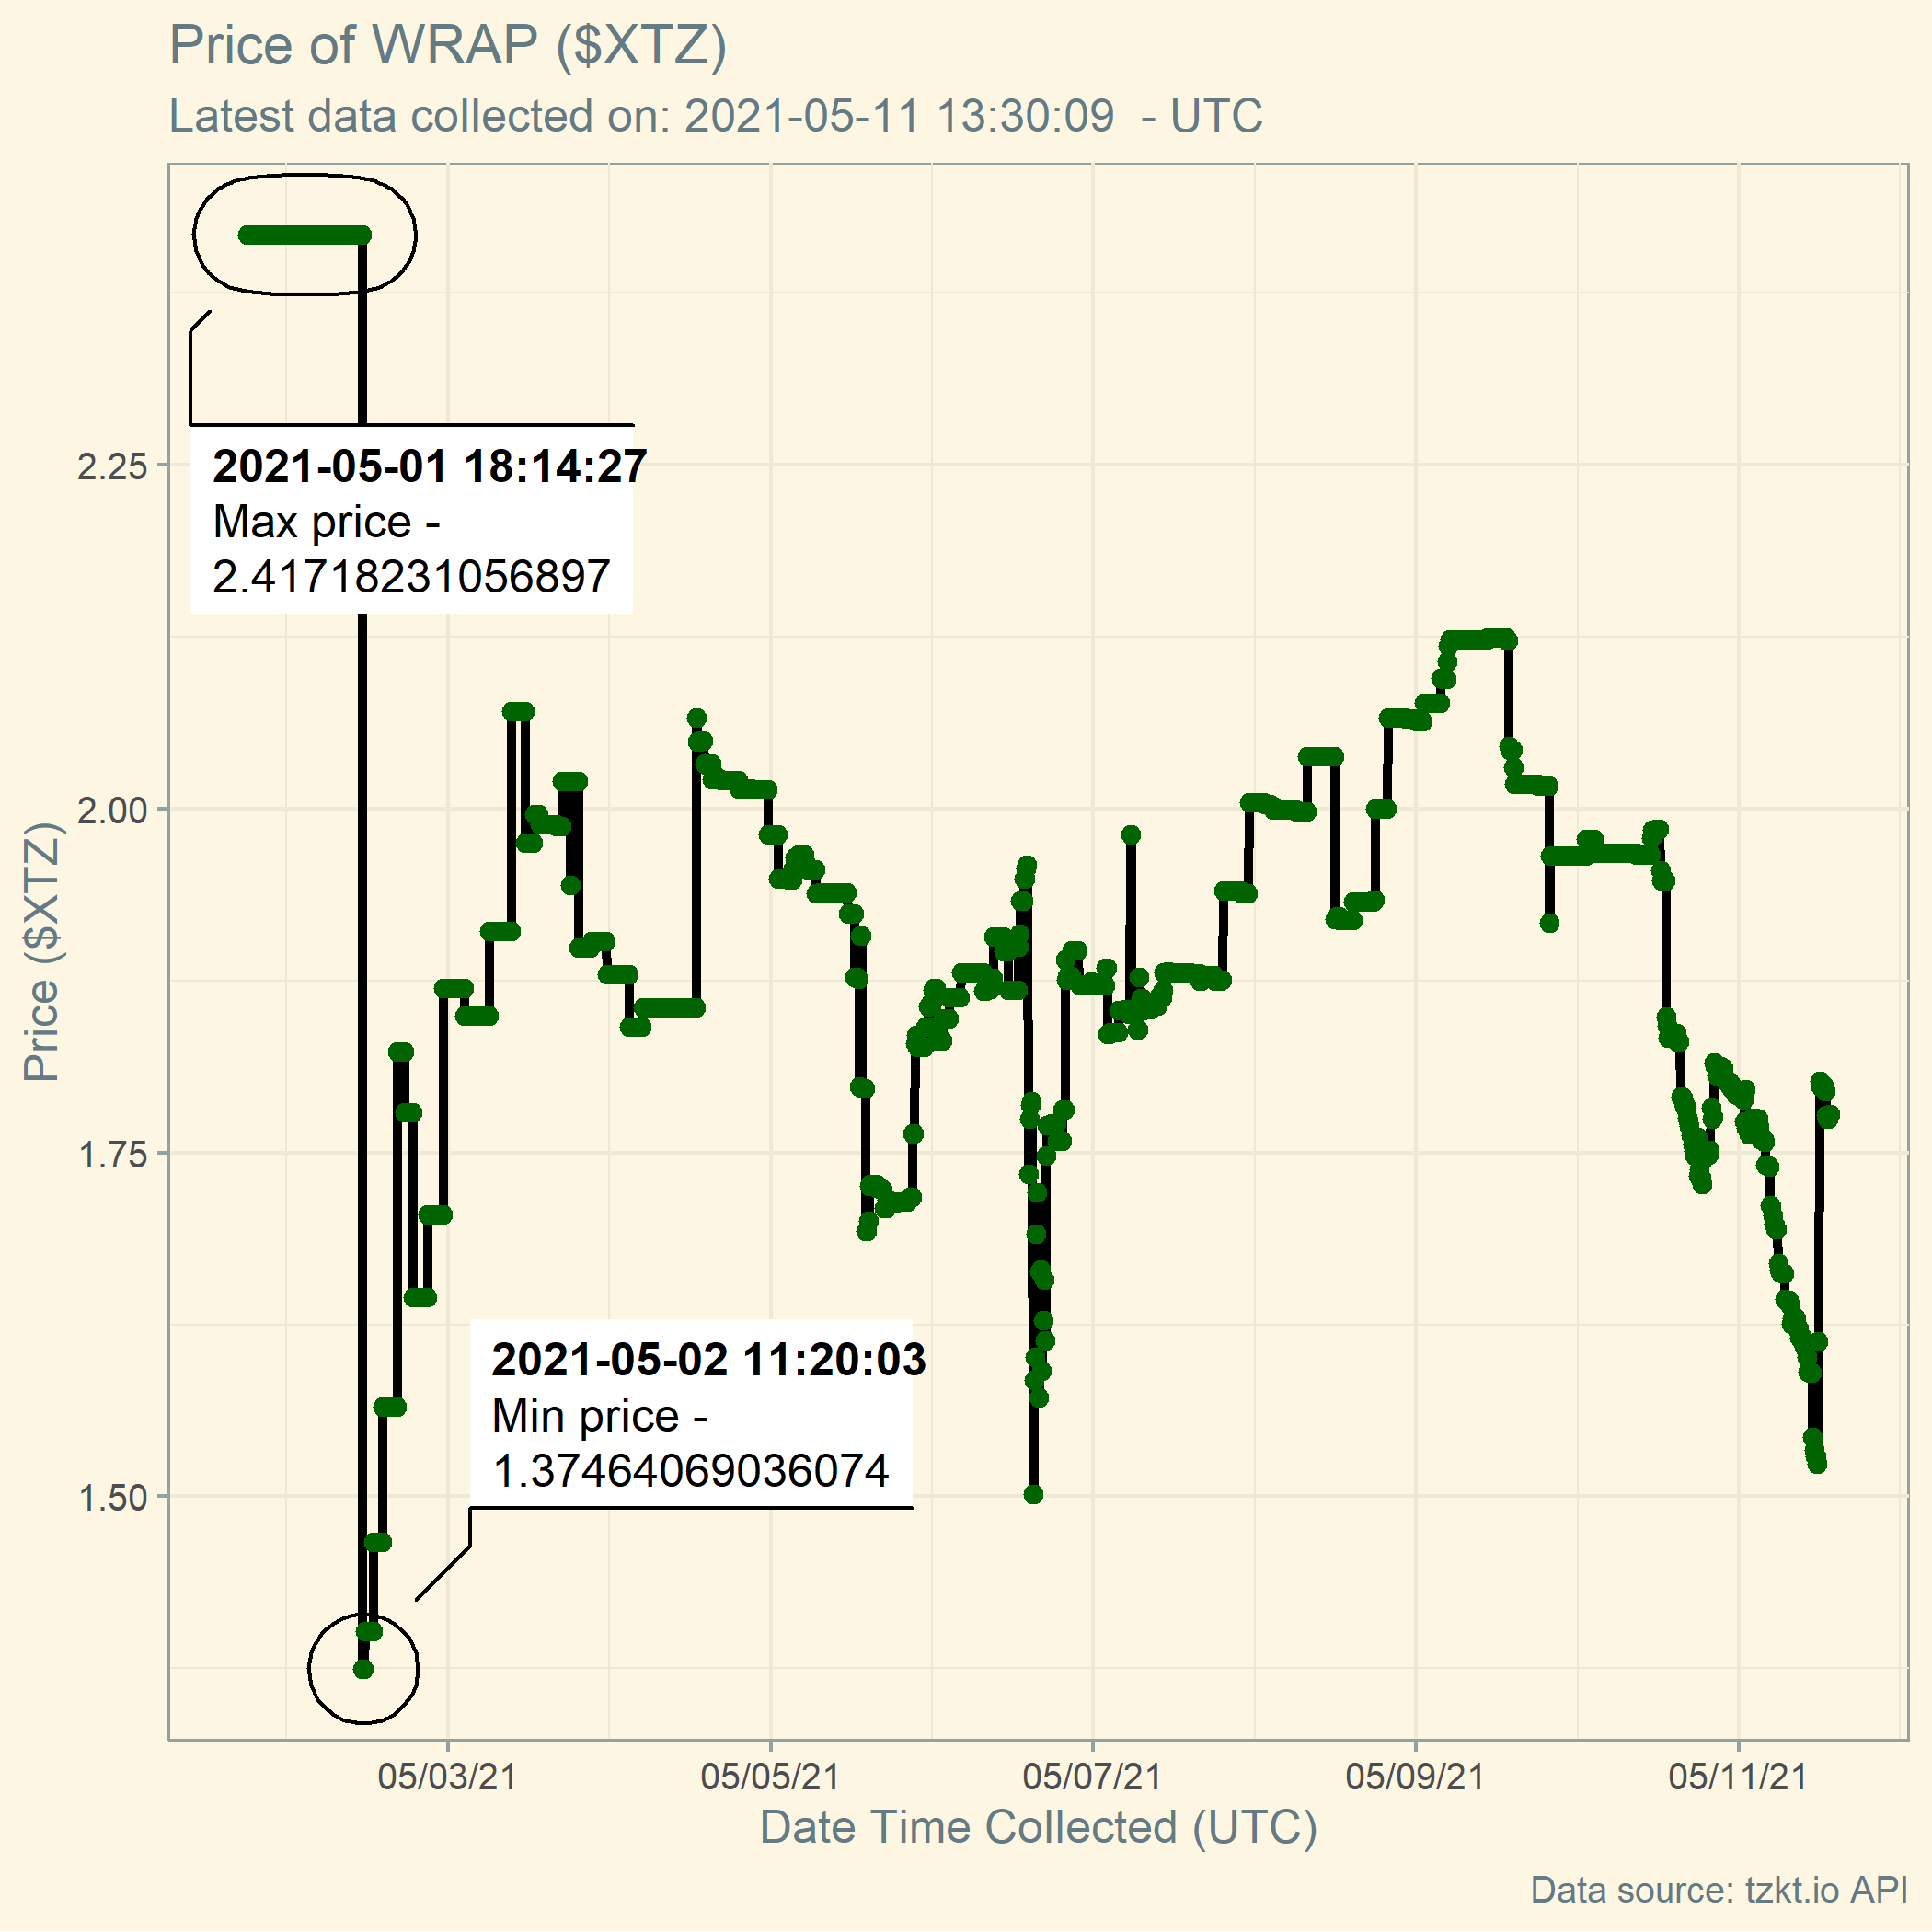 Price of WRAP ($XTZ)
Latest data collected on: 2021-05-11 13:30:09  - UTC
2021-05-01 18:14:27
Max price -
2.41718231056897
2021-05-02 11:20:03
Min price -
1.37464069036074
Price ($XTZ)
2.25
2.00
1.75
1.50
05/03/21
05/05/21
05/07/21
05/09/21
05/11/21
Date Time Collected (UTC)
Data source: tzkt.io API